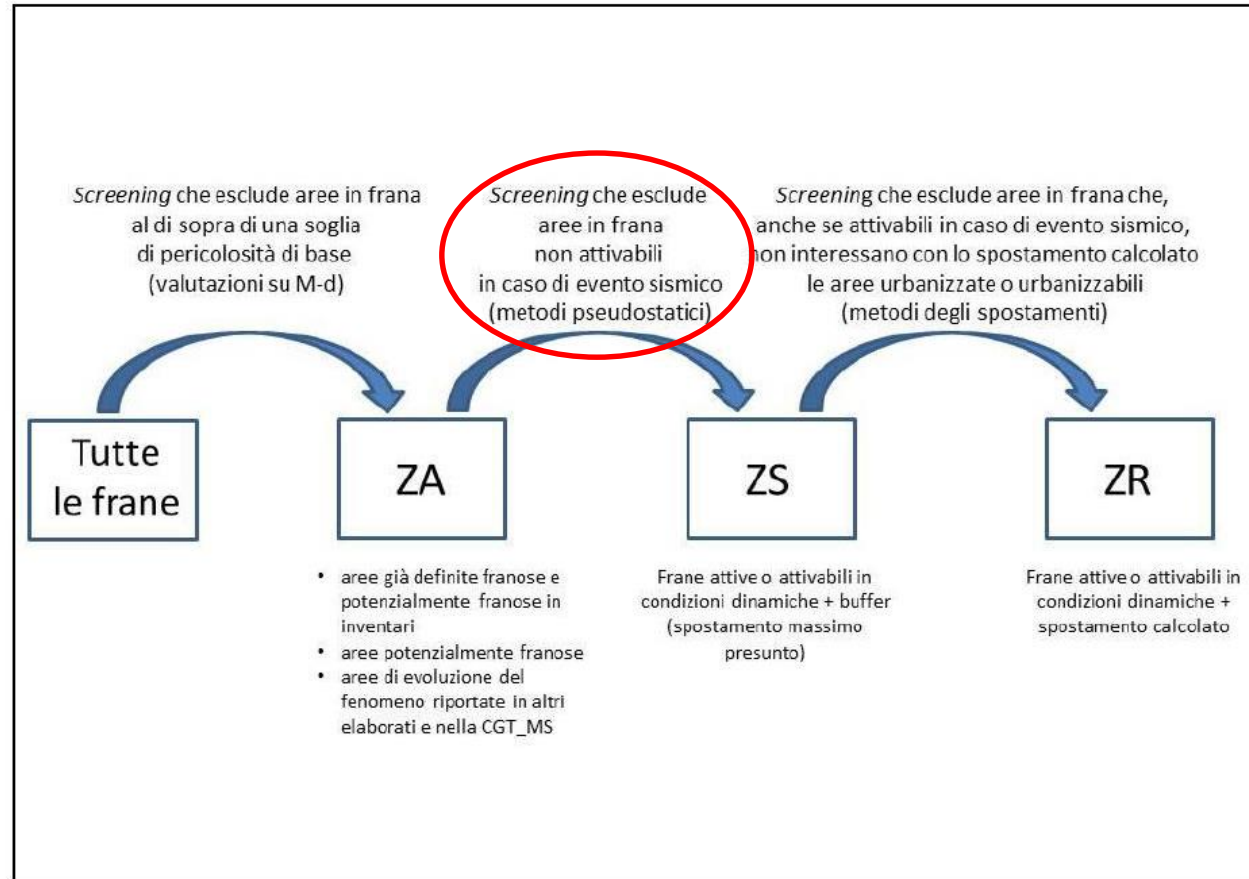 Screening che esclude aree in frana
al di sopra di una soglia
di pericolosità di base
(valutazioni su M-d)
Screening che esclude
aree in frana
non attivabili
in caso di evento sismico
(metodi pseudostatici)
Screening che esclude aree in frana che,
anche se attivabili in caso di evento sismico,
non interessano con lo spostamento calcolato
le aree urbanizzate o urbanizzabili
(metodi degli spostamenti)
Tutte
le frane
ZA
ZS
ZR
• aree già definite franose e
potenzialmente franose in
inventari
• aree potenzialmente franose
• aree di evoluzione del
fenomeno riportate in altri
elaborati e nella CGT_MS
Frane attive o attivabili in
condizioni dinamiche + buffer
(spostamento massimo
presunto)
Frane attive o attivabili in
condizioni dinamiche +
spostamento calcolato